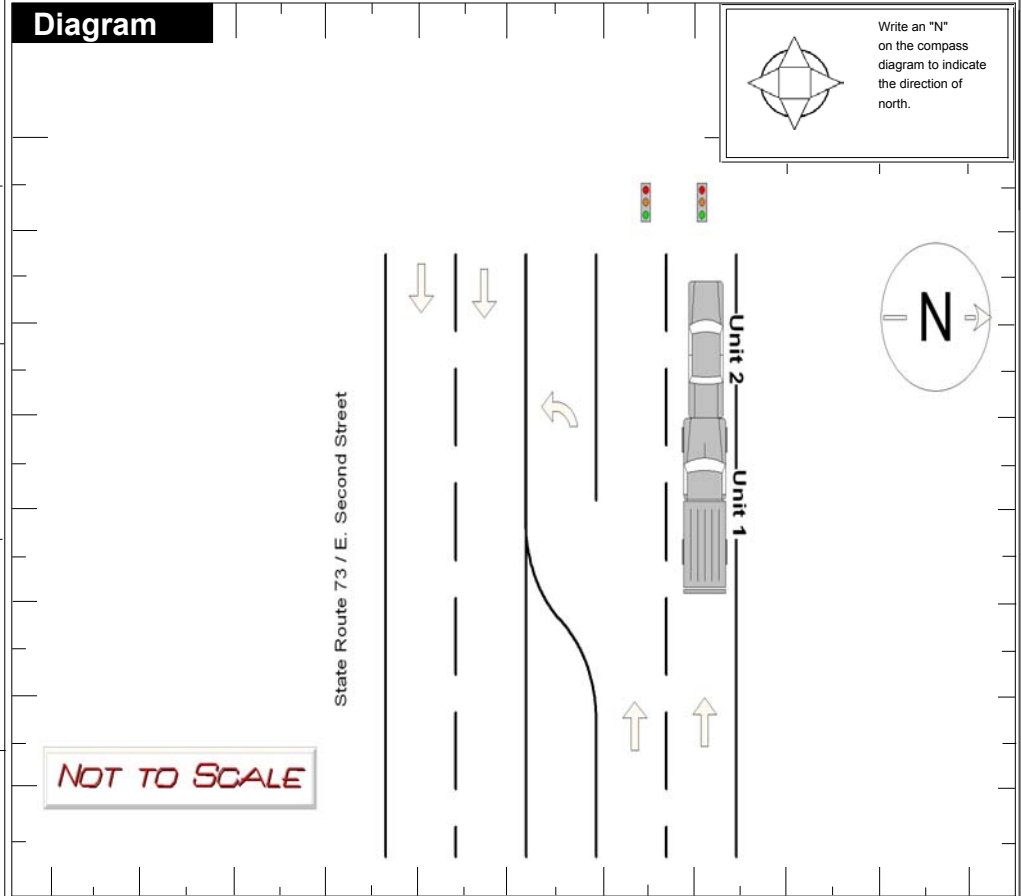 Diagram
Write an "N"
on the compass
diagram to indicate
the direction of
north.
N
Unit 2
Unit 1
State Route 73 / E. Second Street
NOT TO SCALE